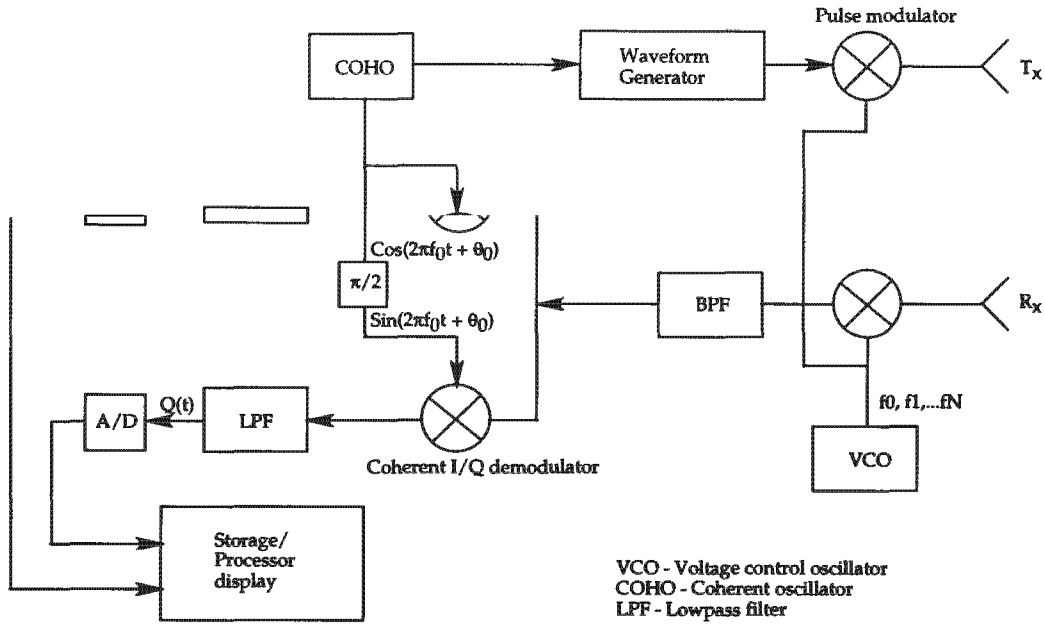 Pulse modulator
COHO
Waveform
Generator
Tx
Cos(2πf0t + θ0)
π/2
Sin(2πf0t + θ0)
BPF
Rx
A/D
Q(t)
LPF
f0, f1,...fN
Coherent I/Q demodulator
VCO
Storage/
Processor
display
VCO - Voltage control oscillator
COHO - Coherent oscillator
LPF - Lowpass filter